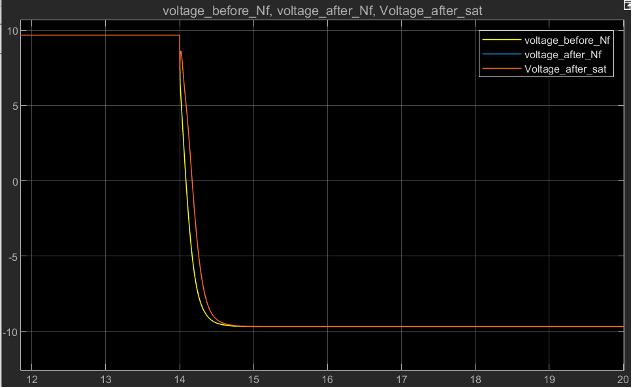 voltage_before_Nf, voltage_after_Nf, Voltage_after_sat
10
5
0
-5
-10
voltage_before_Nf
voltage_after_Nf
Voltage_after_sat
12 13 14 15 16 17 18 19 20